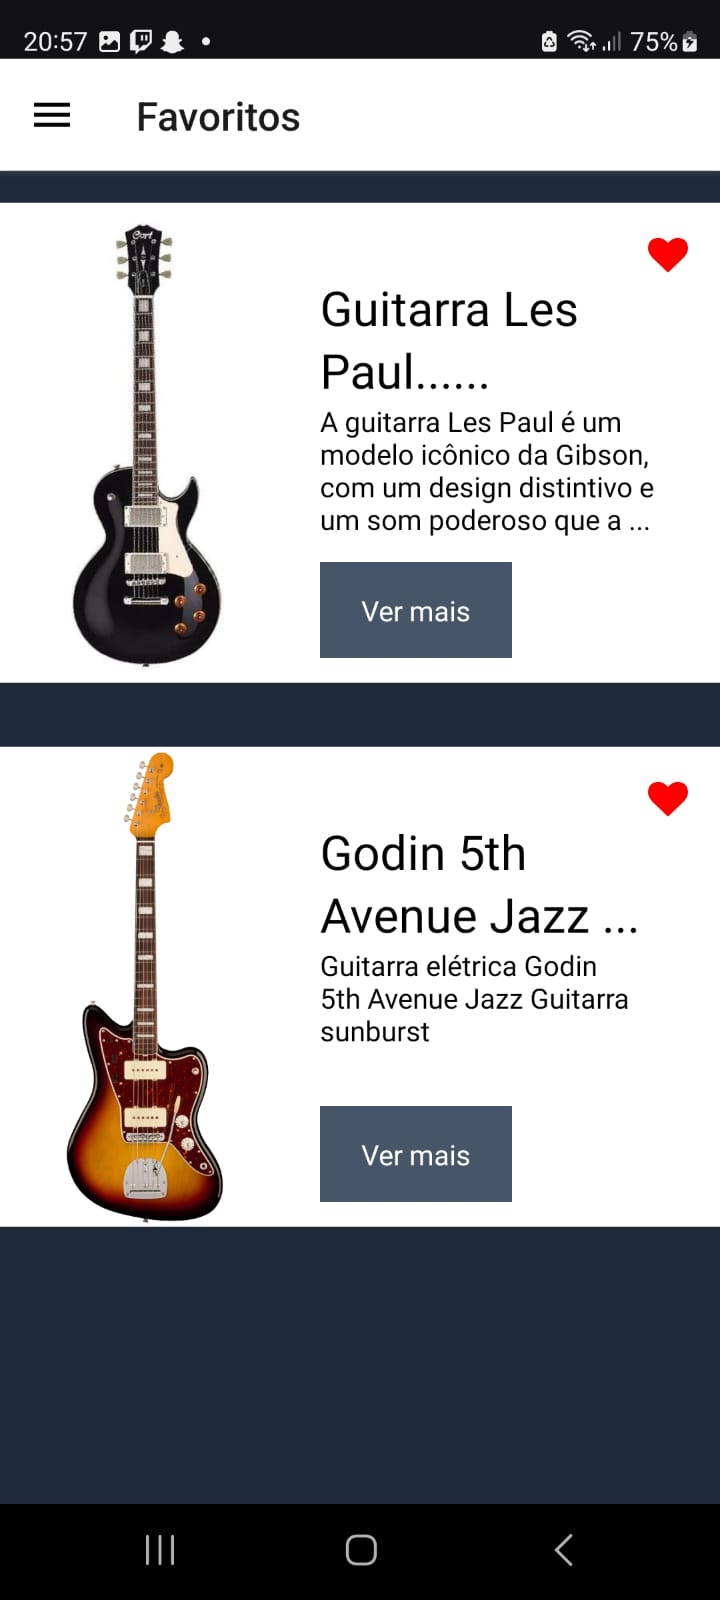 20:57
75%
Favoritos
Cort
Guitarra Les
Paul......
A guitarra Les Paul é um
modelo icônico da Gibson,
com um design distintivo e
um som poderoso que a ...
Ver mais
Godin 5th
Avenue Jazz ...
Guitarra elétrica Godin
5th Avenue Jazz Guitarra
sunburst
Ver mais